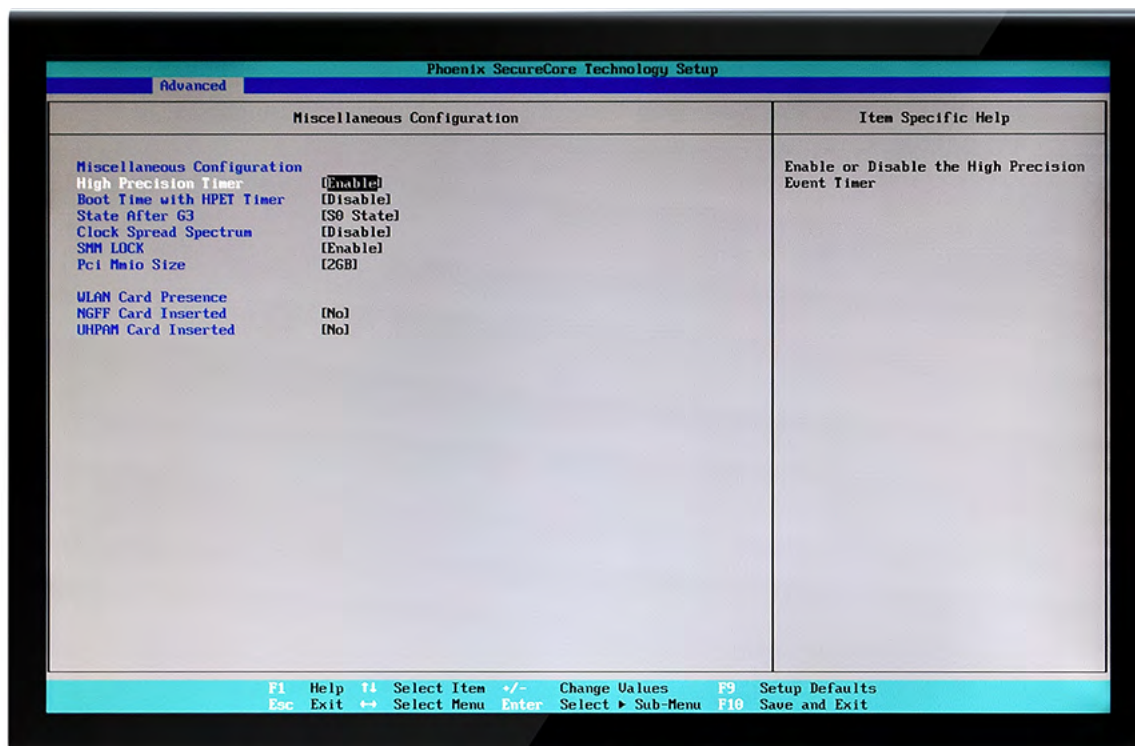 Phoenix SecureCore Technology Setup
Advanced
Miscellaneous Configuration
Item Specific Help
Miscellaneous Configuration
High Precision Timer [Enable]
Boot Time with HPET Timer [Disable]
State After G3 [S0 State]
Clock Spread Spectrum [Disable]
SMM LOCK [Enable]
Pci Mmio Size [2GB]
WLAN Card Presence
NGFF Card Inserted [No]
UHPAM Card Inserted [No]
Enable or Disable the High Precision
Event Timer
F1 Help ↑↓ Select Item +/- Change Values F9 Setup Defaults
Esc Exit ↔ Select Menu Enter Select ▶ Sub-Menu F10 Save and Exit